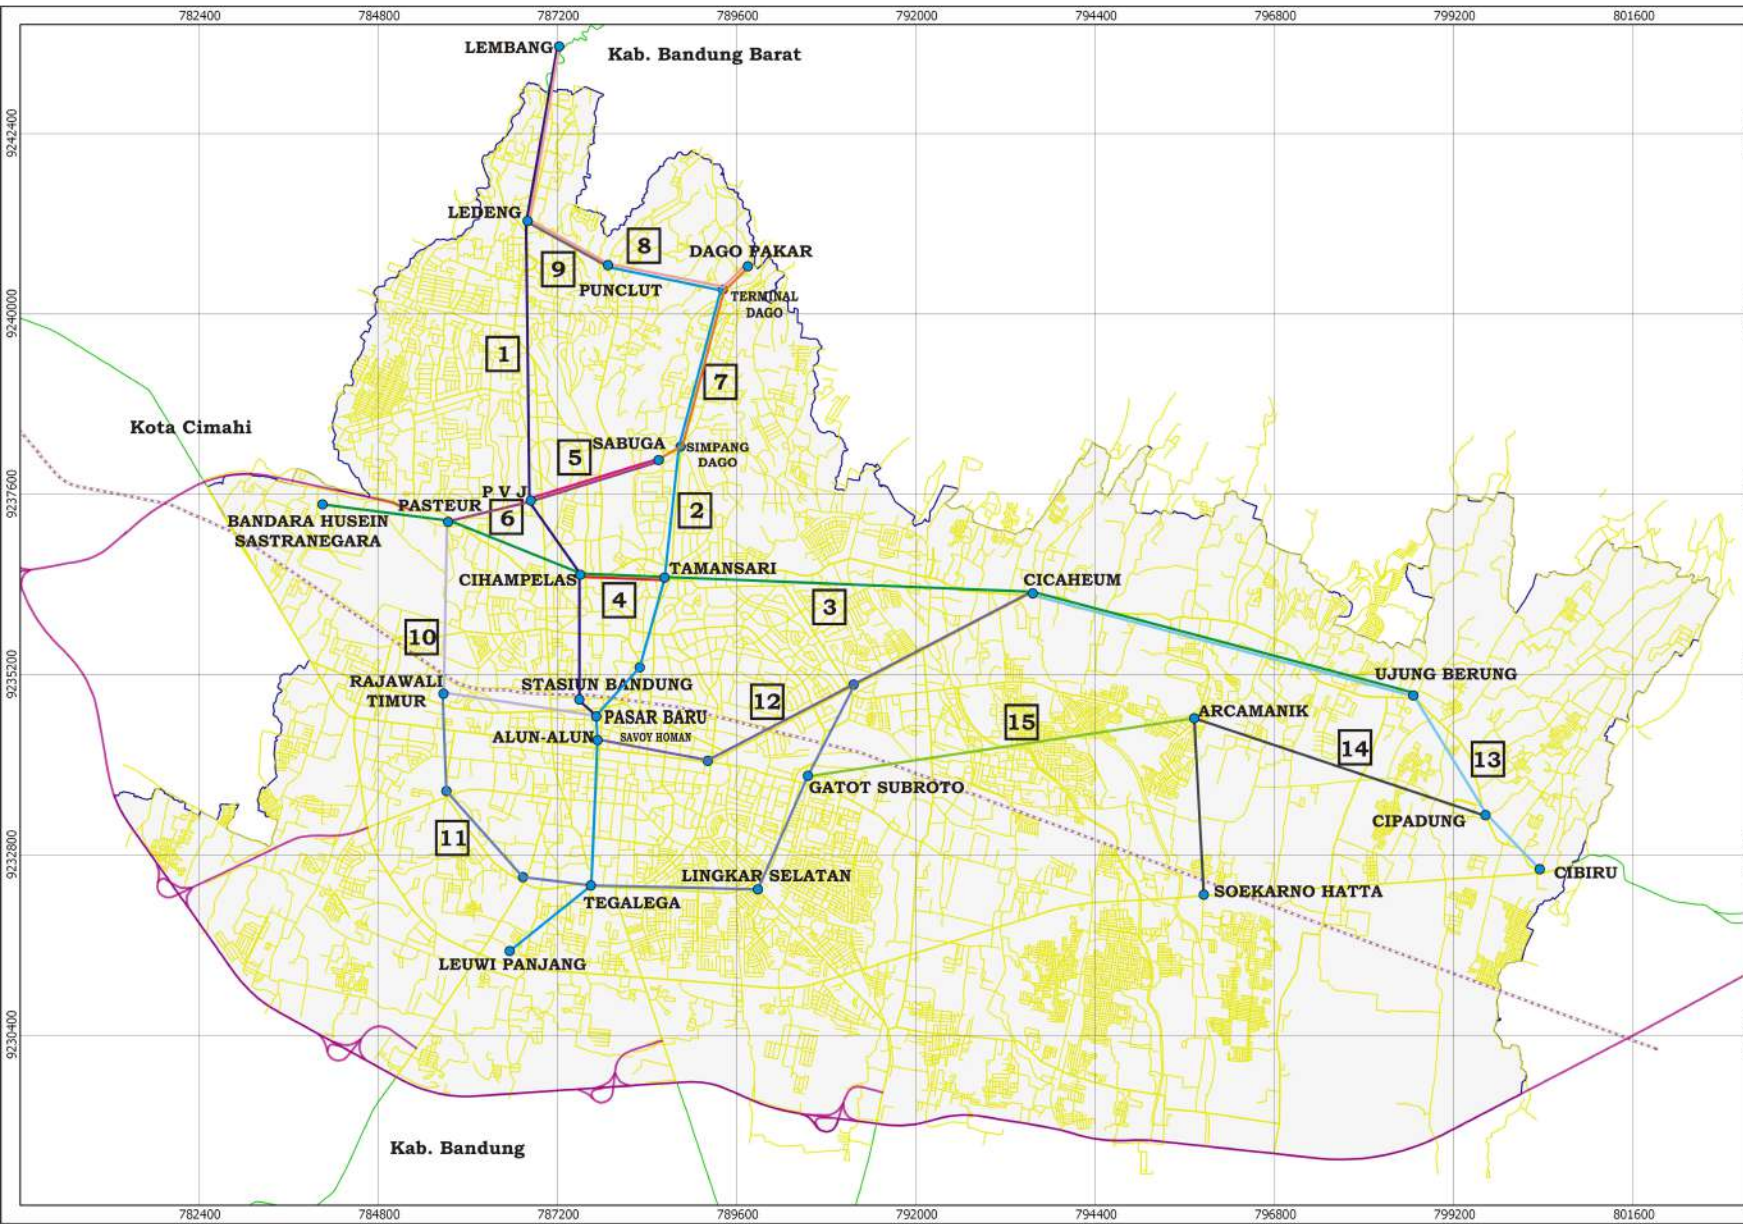 782400 784800 787200 789600 792000 794400 796800 799200 801600
LEMBANG
Kab. Bandung Barat
9242400
LEDENG
8
DAGO PAKAR
9
PUNCLUT
TERMINAL
DAGO
9240000
1
7
Kota Cimahi
SABUGA
SIMPANG
DAGO
5
9237600
P V J
PASTEUR
6
2
BANDARA HUSEIN
SASTRANEGARA
CIHAMPELAS
TAMANSARI
CICAHEUM
4
3
10
9235200
RAJAWALI
TIMUR
STASIUN BANDUNG
UJUNG BERUNG
12
PASAR BARU
ARCAMANIK
15
ALUN-ALUN
SAVOY HOMAN
14
13
GATOT SUBROTO
CIPADUNG
11
9232800
LINGKAR SELATAN
CIBIRU
TEGALEGA
SOEKARNO HATTA
LEUWI PANJANG
9230400
Kab. Bandung
782400 784800 787200 789600 792000 794400 796800 799200 801600